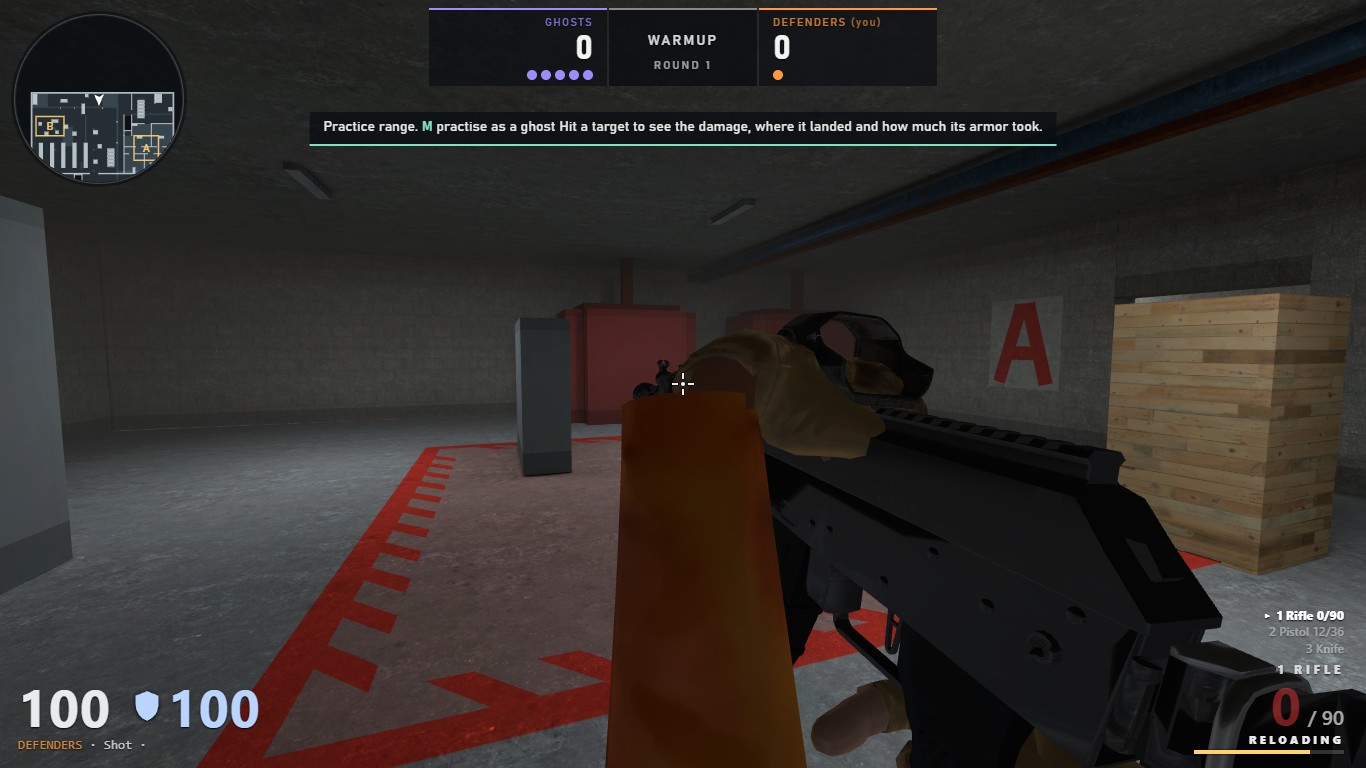 GHOSTS
0
WARMUP
ROUND 1
DEFENDERS (you)
0
B
A
Practice range. M practise as a ghost Hit a target to see the damage, where it landed and how much its armor took.
A
1 Rifle 0/90
2 Pistol 12/36
3 Knife
1 RIFLE
0 / 90
RELOADING
100 100
DEFENDERS · Shot ·